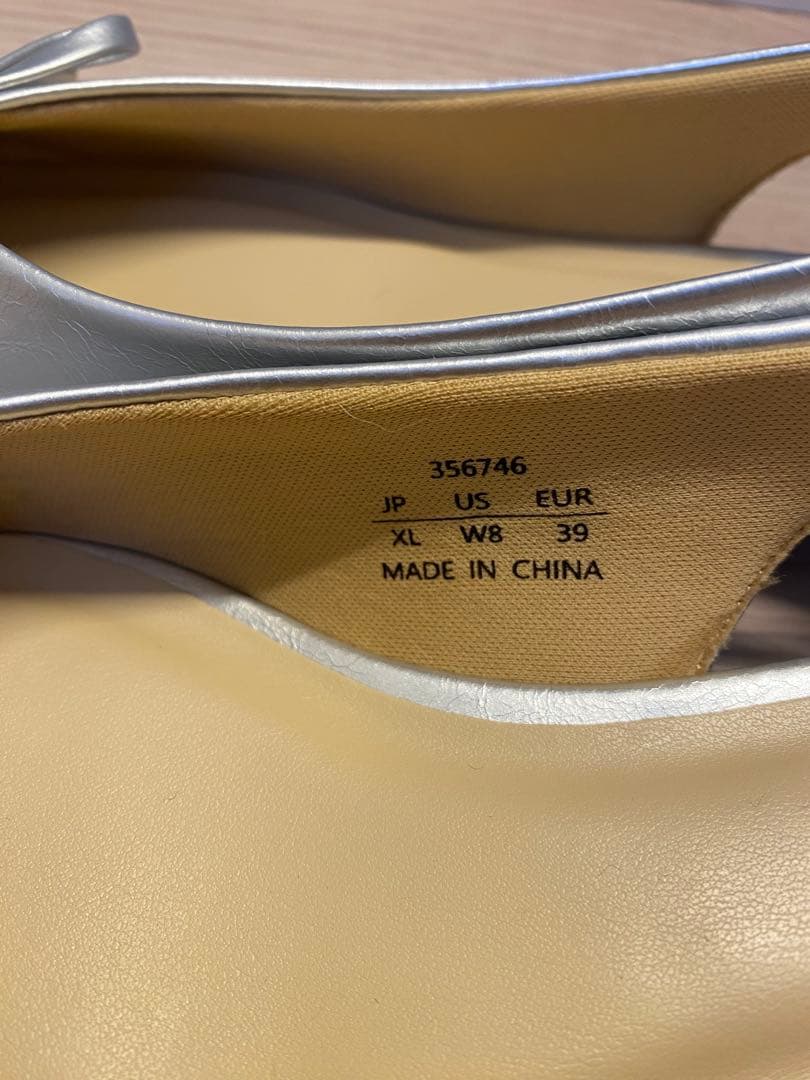 356746
JP US EUR
XL W8 39
MADE IN CHINA